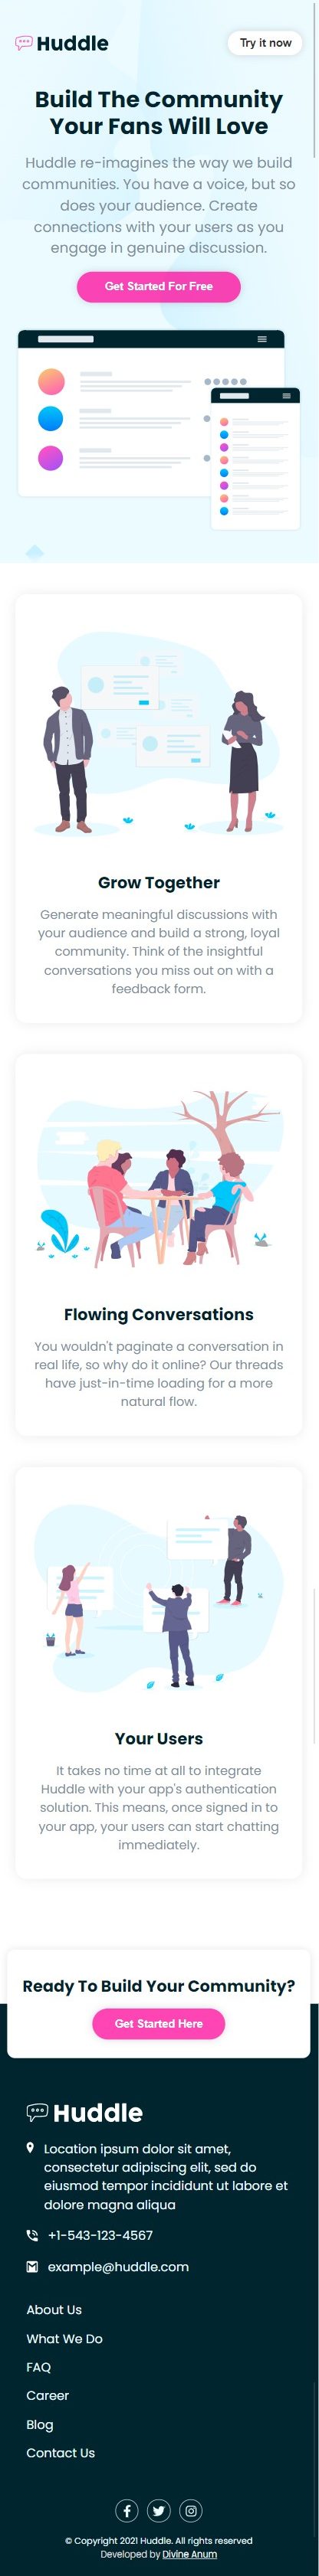 Huddle
Try it now
Build The Community
Your Fans Will Love
Huddle re-imagines the way we build
communities. You have a voice, but so
does your audience. Create
connections with your users as you
engage in genuine discussion.
Get Started For Free
Grow Together
Generate meaningful discussions with
your audience and build a strong, loyal
community. Think of the insightful
conversations you miss out on with a
feedback form.
Flowing Conversations
You wouldn't paginate a conversation in
real life, so why do it online? Our threads
have just-in-time loading for a more
natural flow.
Your Users
It takes no time at all to integrate
Huddle with your app's authentication
solution. This means, once signed in to
your app, your users can start chatting
immediately.
Ready To Build Your Community?
Get Started Here
Huddle
Location ipsum dolor sit amet,
consectetur adipiscing elit, sed do
eiusmod tempor incididunt ut labore et
dolore magna aliqua
+1-543-123-4567
example@huddle.com
About Us
What We Do
FAQ
Career
Blog
Contact Us
© Copyright 2021 Huddle. All rights reserved
Developed by Divine Anum